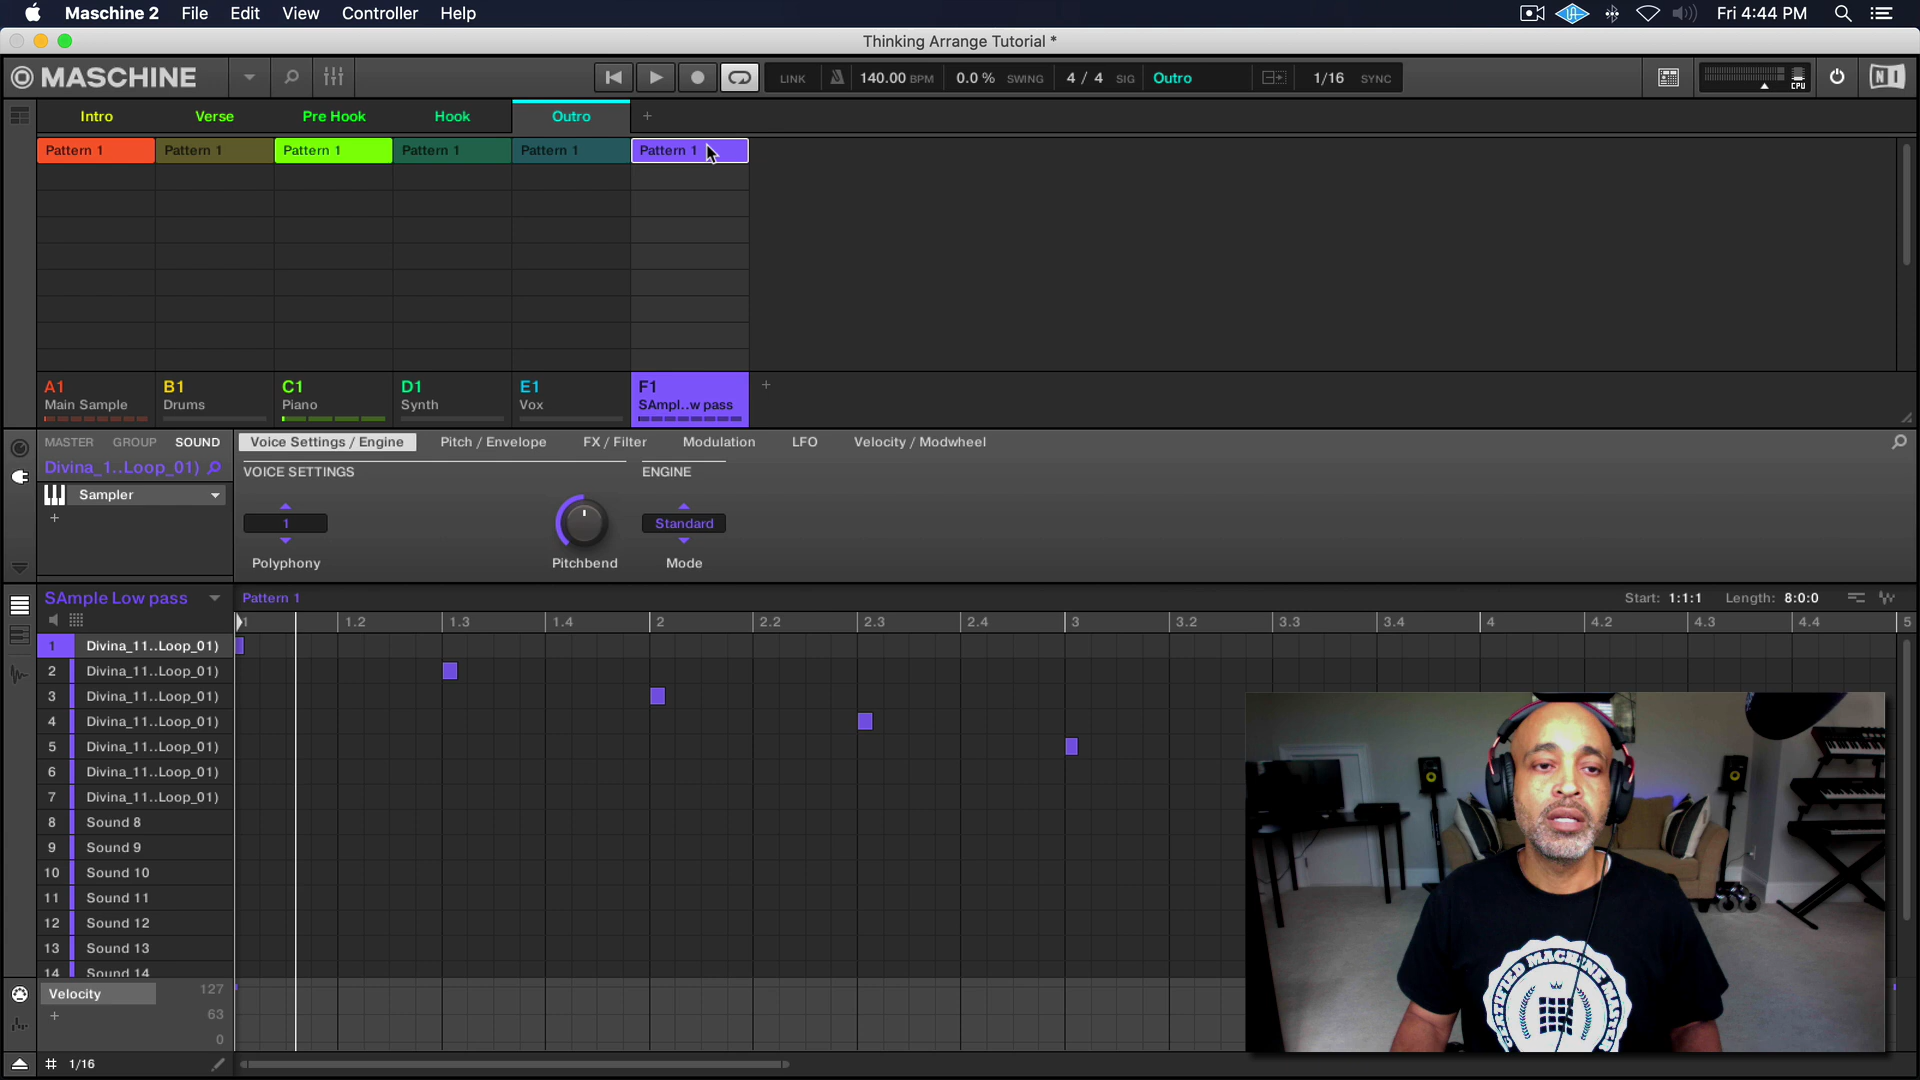 Maschine 2 File Edit View Controller Help Fri 4:44 PM
Thinking Arrange Tutorial *
MASCHINE LINK 140.00 BPM 0.0 % SWING 4 / 4 SIG Outro 1/16 SYNC CPU NI
Intro Verse Pre Hook Hook Outro +
Pattern 1 Pattern 1 Pattern 1 Pattern 1 Pattern 1 Pattern 1
A1 B1 C1 D1 E1 F1 +
Main Sample Drums Piano Synth Vox SAmpl..w pass
MASTER GROUP SOUND Voice Settings / Engine Pitch / Envelope FX / Filter Modulation LFO Velocity / Modwheel
Divina_1..Loop_01) VOICE SETTINGS ENGINE
Sampler
+ 1 Standard
Polyphony Pitchbend Mode
SAmple Low pass Pattern 1 Start: 1:1:1 Length: 8:0:0
1 1.2 1.3 1.4 2 2.2 2.3 2.4 3 3.2 3.3 3.4 4 4.2 4.3 4.4 5
1 Divina_11..Loop_01)
2 Divina_11..Loop_01)
3 Divina_11..Loop_01)
4 Divina_11..Loop_01)
5 Divina_11..Loop_01)
6 Divina_11..Loop_01)
7 Divina_11..Loop_01)
8 Sound 8
9 Sound 9
10 Sound 10
11 Sound 11
12 Sound 12
13 Sound 13
14 Sound 14
Velocity 127
+ 63
0
# 1/16
CERTIFIED MACHINE MASTER